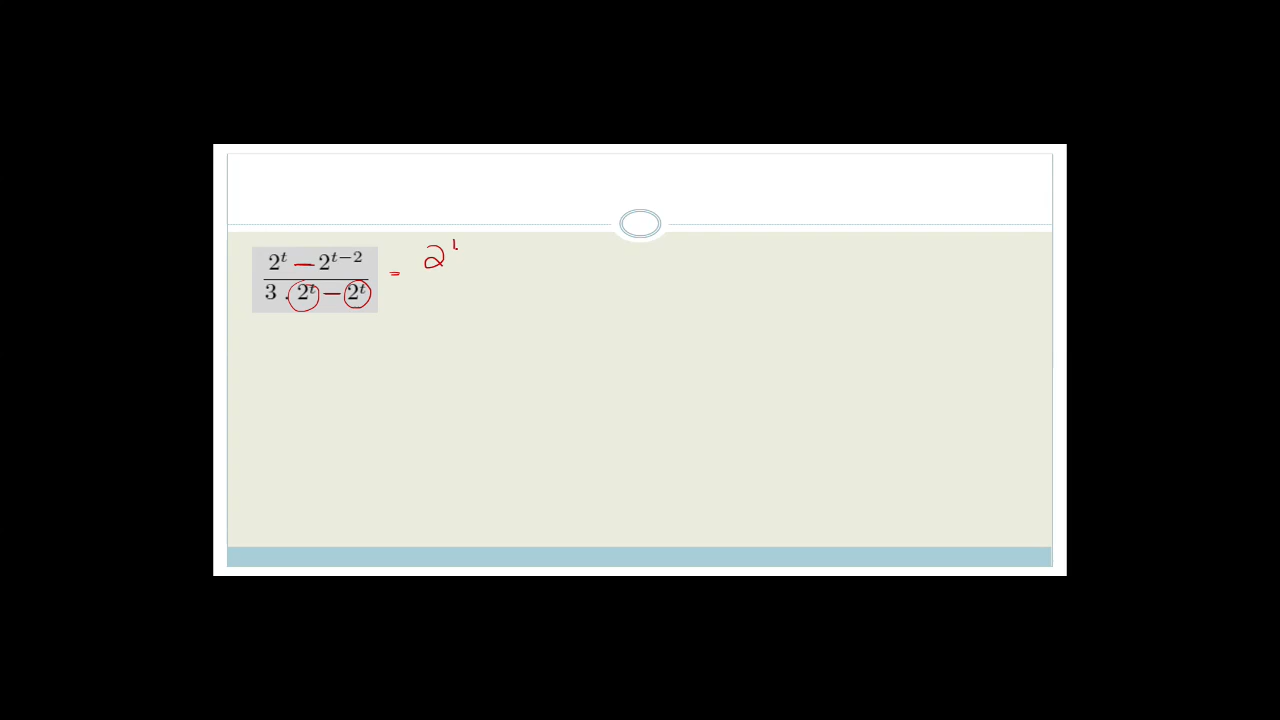 2^t − 2^{t−2}
3 . 2^t − 2^t
= 2